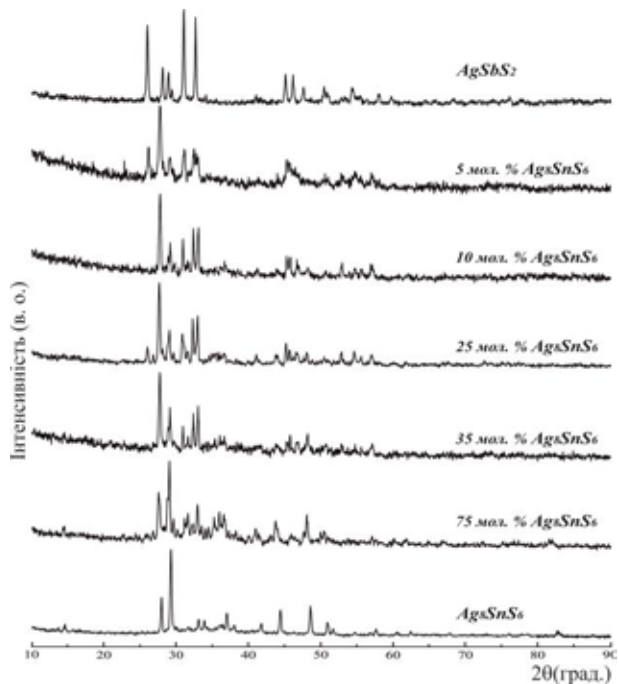 AgSbS₂
5 мол. % Ag₈SnS₆
10 мол. % Ag₈SnS₆
25 мол. % Ag₈SnS₆
35 мол. % Ag₈SnS₆
75 мол. % Ag₈SnS₆
Ag₈SnS₆
Інтенсивність (в. о.)
10 20 30 40 50 60 70 80 90
2θ(град.)